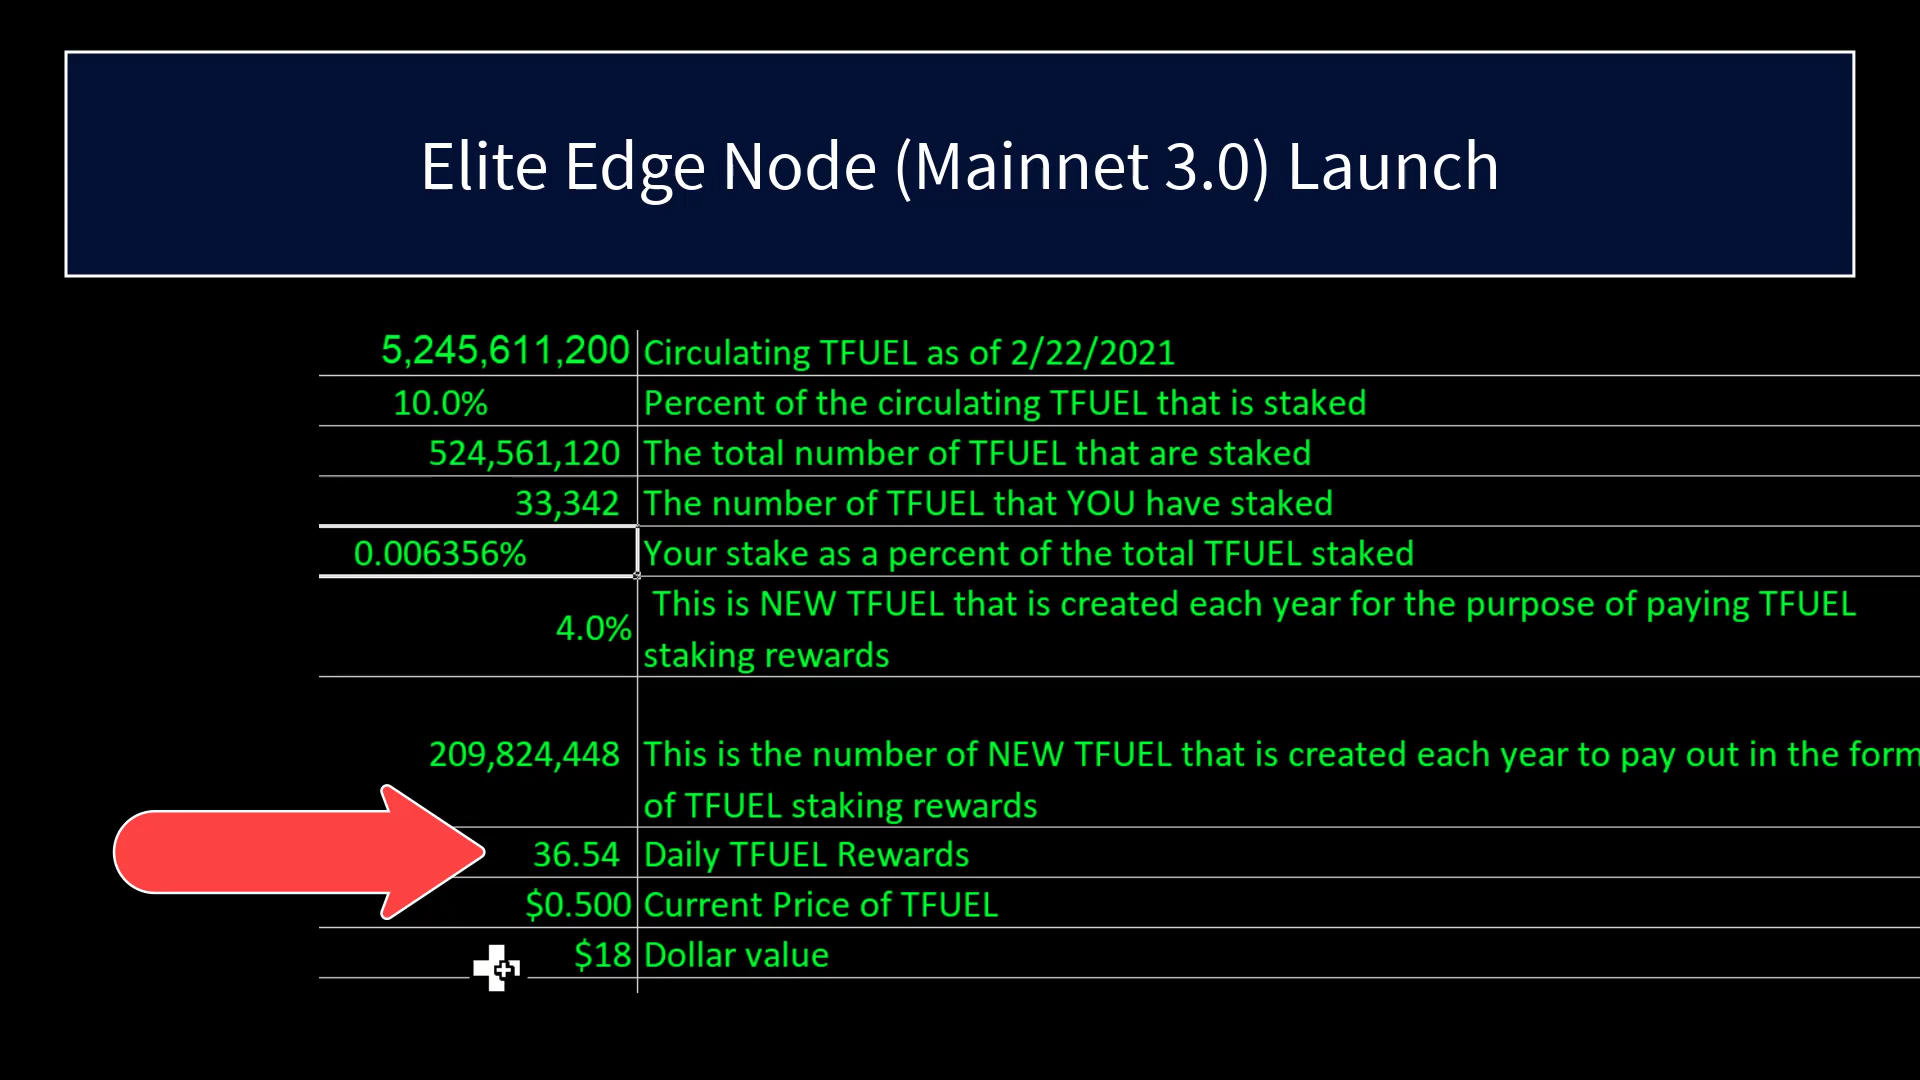 Elite Edge Node (Mainnet 3.0) Launch
5,245,611,200 Circulating TFUEL as of 2/22/2021
10.0% Percent of the circulating TFUEL that is staked
524,561,120 The total number of TFUEL that are staked
33,342 The number of TFUEL that YOU have staked
0.006356% Your stake as a percent of the total TFUEL staked
4.0% This is NEW TFUEL that is created each year for the purpose of paying TFUEL
staking rewards
209,824,448 This is the number of NEW TFUEL that is created each year to pay out in the form
of TFUEL staking rewards
36.54 Daily TFUEL Rewards
$0.500 Current Price of TFUEL
$18 Dollar value